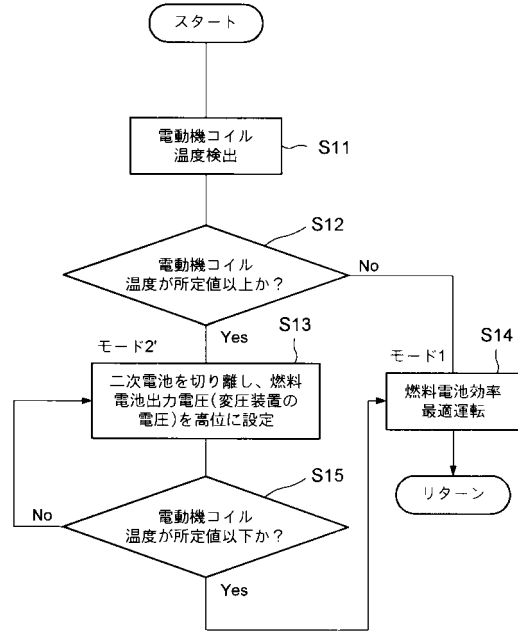 スタート
電動機コイル
温度検出
S11
S12
電動機コイル
温度が所定値以上か?
No
Yes
モード2'
S13
二次電池を切り離し、燃料
電池出力電圧(変圧装置の
電圧)を高位に設定
モード1
S14
燃料電池効率
最適運転
リターン
S15
電動機コイル
温度が所定値以下か?
No
Yes